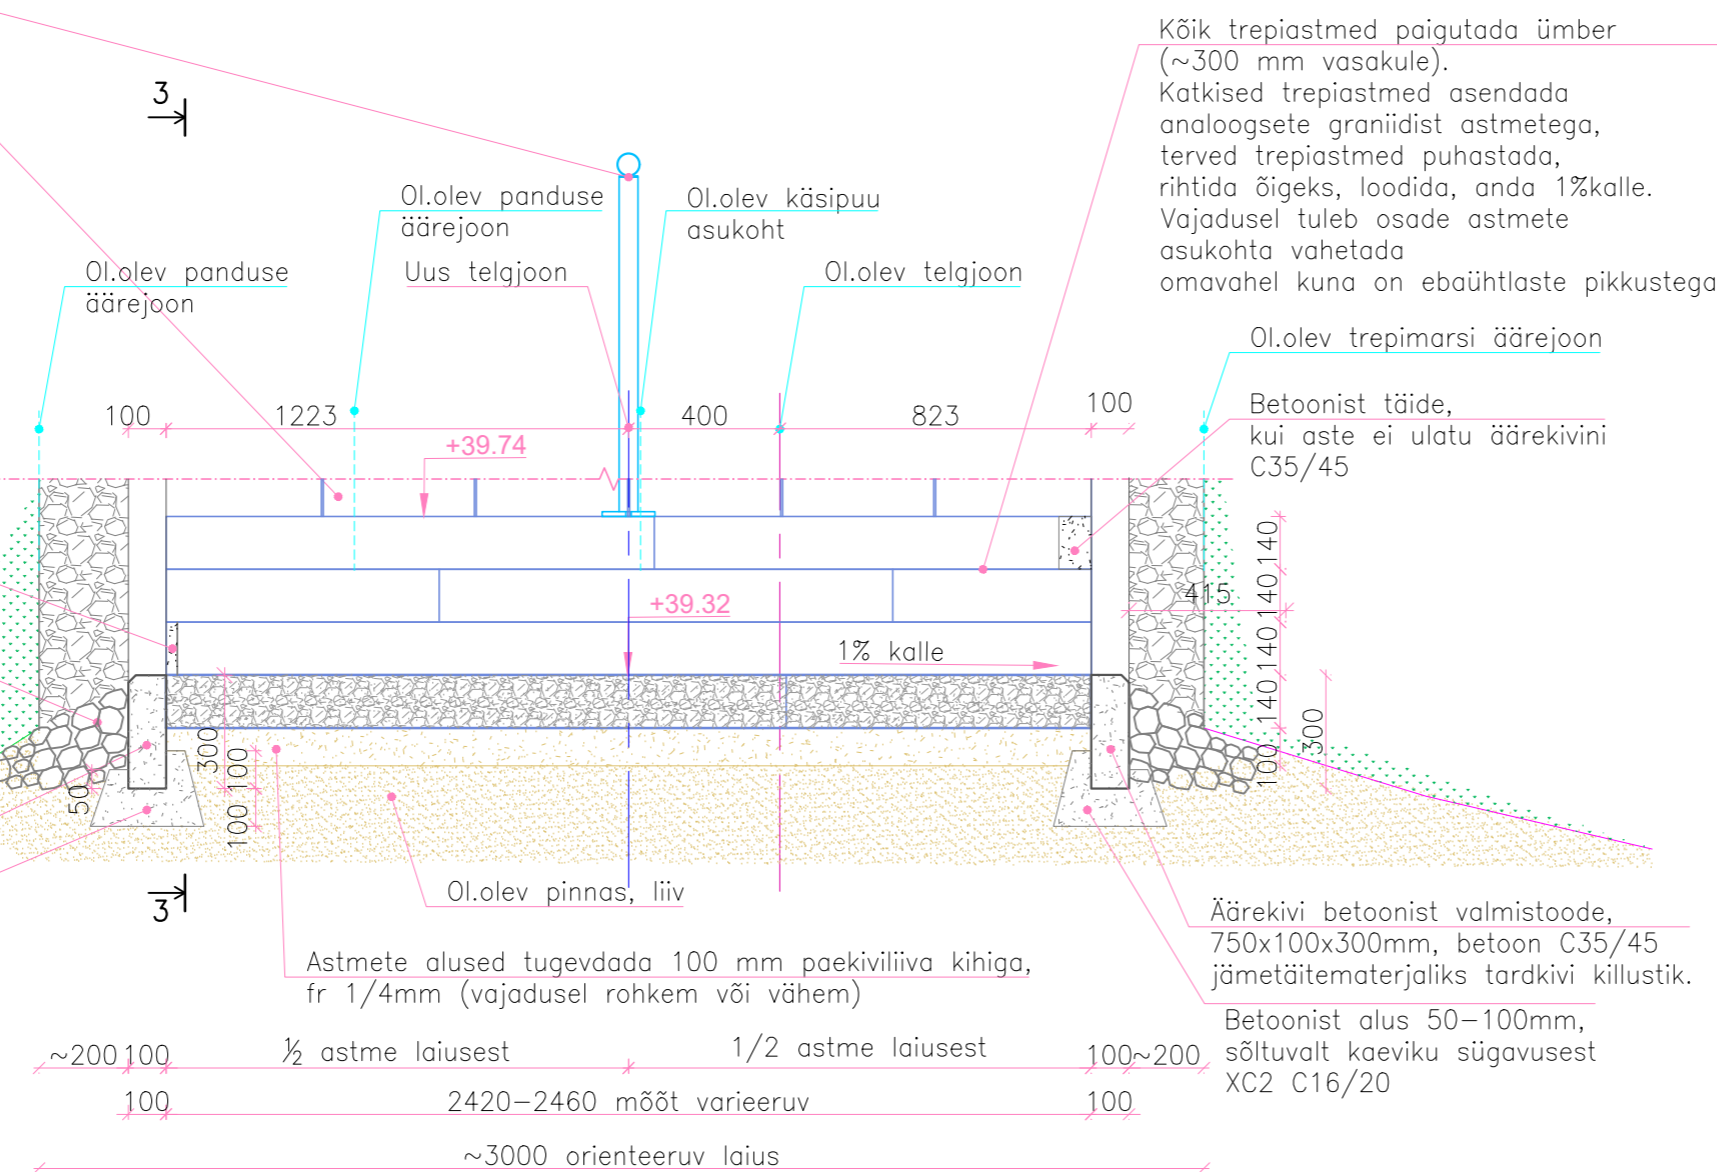 Kõik trepiastmed paigutada ümber
(~300 mm vasakule).
Katkised trepiastmed asendada
analoogsete graniidist astmetega,
terved trepiastmed puhastada,
rihtida õigeks, loodida, anda 1%kalle.
Vajadusel tuleb osade astmete
asukohta vahetada
omavahel kuna on ebaühtlaste pikkustega
3
Ol.olev panduse
äärejoon
Ol.olev käsipuu
asukoht
Ol.olev panduse
äärejoon
Uus telgjoon
Ol.olev telgjoon
Ol.olev trepimarsi äärejoon
Betoonist täide,
kui aste ei ulatu äärekivini
C35/45
100
1223
400
823
100
+39.74
+39.32
1% kalle
415
140
140
140
140
100
300
300
100
100
50
3
Ol.olev pinnas, liiv
Astmete alused tugevdada 100 mm paekiviliiva kihiga,
fr 1/4mm (vajadusel rohkem või vähem)
Äärekivi betoonist valmistoode,
750x100x300mm, betoon C35/45
jämetäitematerjaliks tardkivi killustik.
Betoonist alus 50-100mm,
sõltuvalt kaeviku sügavusest
XC2 C16/20
~200 100 ½ astme laiusest 1/2 astme laiusest 100 ~200
100 2420-2460 mõõt varieeruv 100
~3000 orienteeruv laius